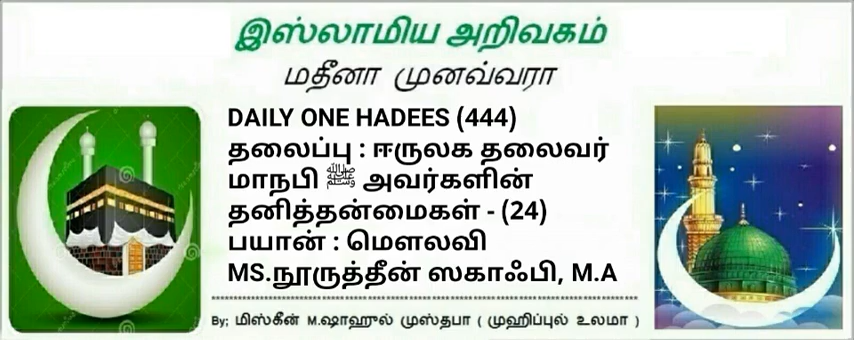 இஸ்லாமிய அறிவகம்
மதீனா முனவ்வரா
DAILY ONE HADEES (444)
தலைப்பு : ஈருலக தலைவர்
மாநபி ﷺ அவர்களின்
தனித்தன்மைகள் - (24)
பயான் : மௌலவி
MS.நூருத்தீன் ஸகாஃபி, M.A
By; மிஸ்கீன் M.ஷாஹுல் முஸ்தபா ( முஹிப்புல் உலமா )